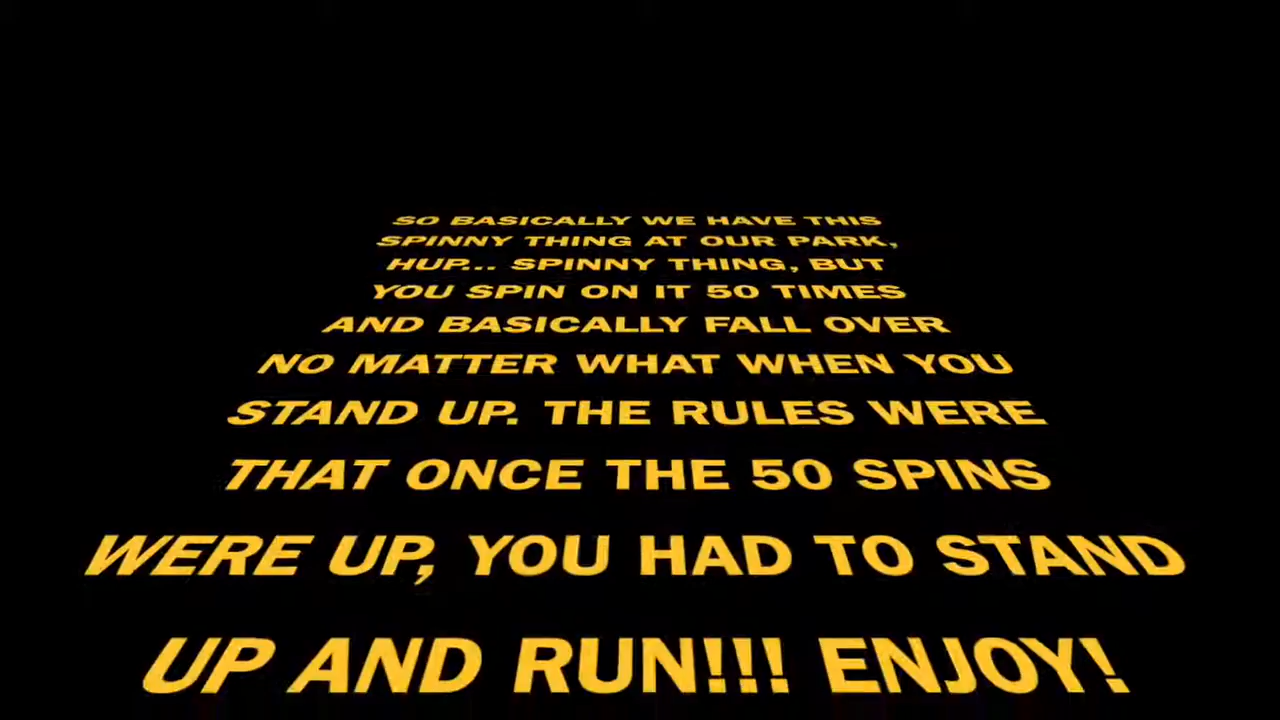 SO BASICALLY WE HAVE THIS
SPINNY THING AT OUR PARK,
HUP... SPINNY THING, BUT
YOU SPIN ON IT 50 TIMES
AND BASICALLY FALL OVER
NO MATTER WHAT WHEN YOU
STAND UP. THE RULES WERE
THAT ONCE THE 50 SPINS
WERE UP, YOU HAD TO STAND
UP AND RUN!!! ENJOY!